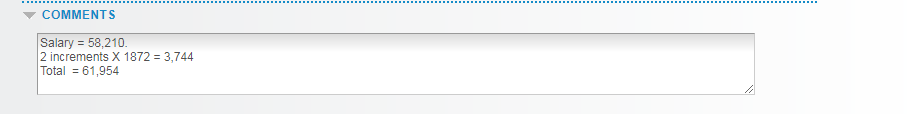 COMMENTS
Salary = 58,210.
2 increments X 1872 = 3,744
Total = 61,954